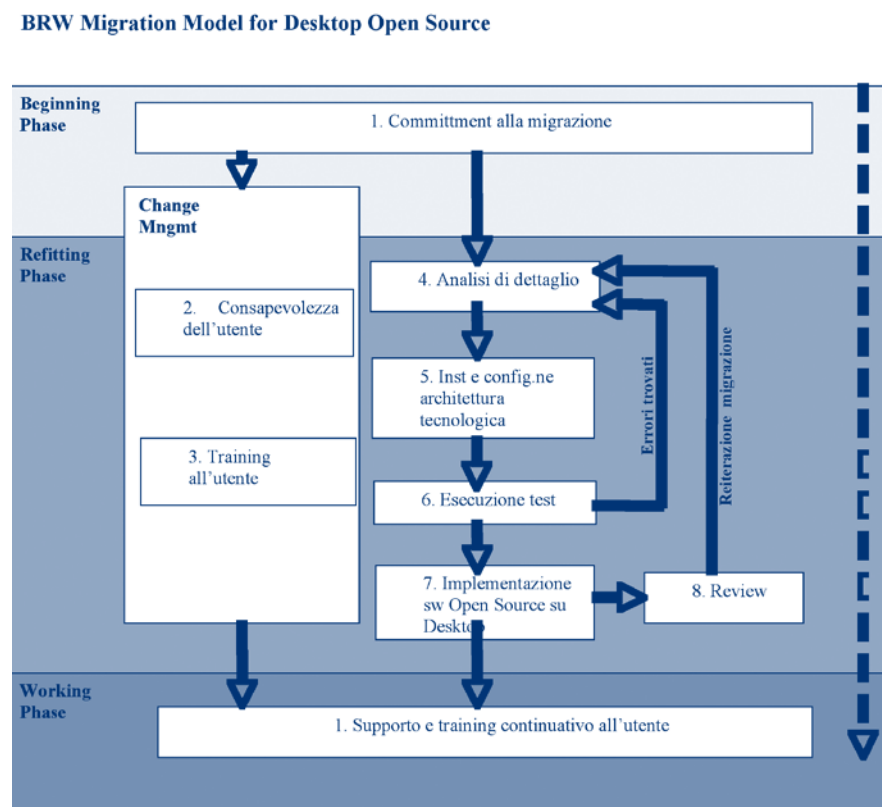 BRW Migration Model for Desktop Open Source
Beginning
Phase
1. Committment alla migrazione
Change
Mngmt
Refitting
Phase
2. Consapevolezza
dell'utente
3. Training
all'utente
4. Analisi di dettaglio
5. Inst e config.ne
architettura
tecnologica
6. Esecuzione test
7. Implementazione
sw Open Source su
Desktop
8. Review
Errori trovati
Reiterazione migrazione
Working
Phase
1. Supporto e training continuativo all'utente